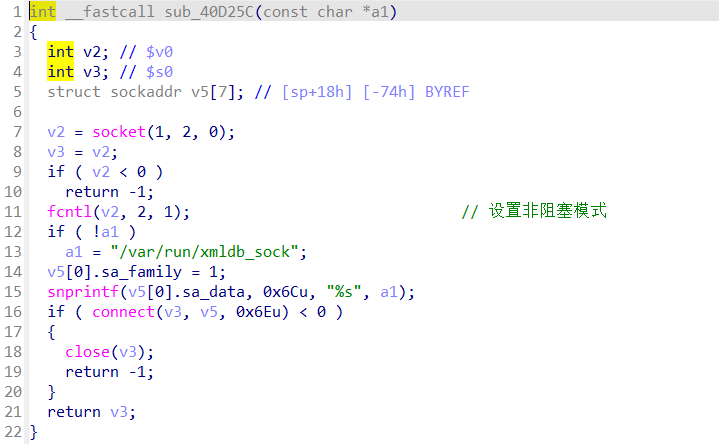 1 int __fastcall sub_40D25C(const char *a1)
2 {
3   int v2; // $v0
4   int v3; // $s0
5   struct sockaddr v5[7]; // [sp+18h] [-74h] BYREF
6
7   v2 = socket(1, 2, 0);
8   v3 = v2;
9   if ( v2 < 0 )
10     return -1;
11   fcntl(v2, 2, 1);                              // 设置非阻塞模式
12   if ( !a1 )
13     a1 = "/var/run/xmldb_sock";
14   v5[0].sa_family = 1;
15   snprintf(v5[0].sa_data, 0x6Cu, "%s", a1);
16   if ( connect(v3, v5, 0x6Eu) < 0 )
17   {
18     close(v3);
19     return -1;
20   }
21   return v3;
22 }